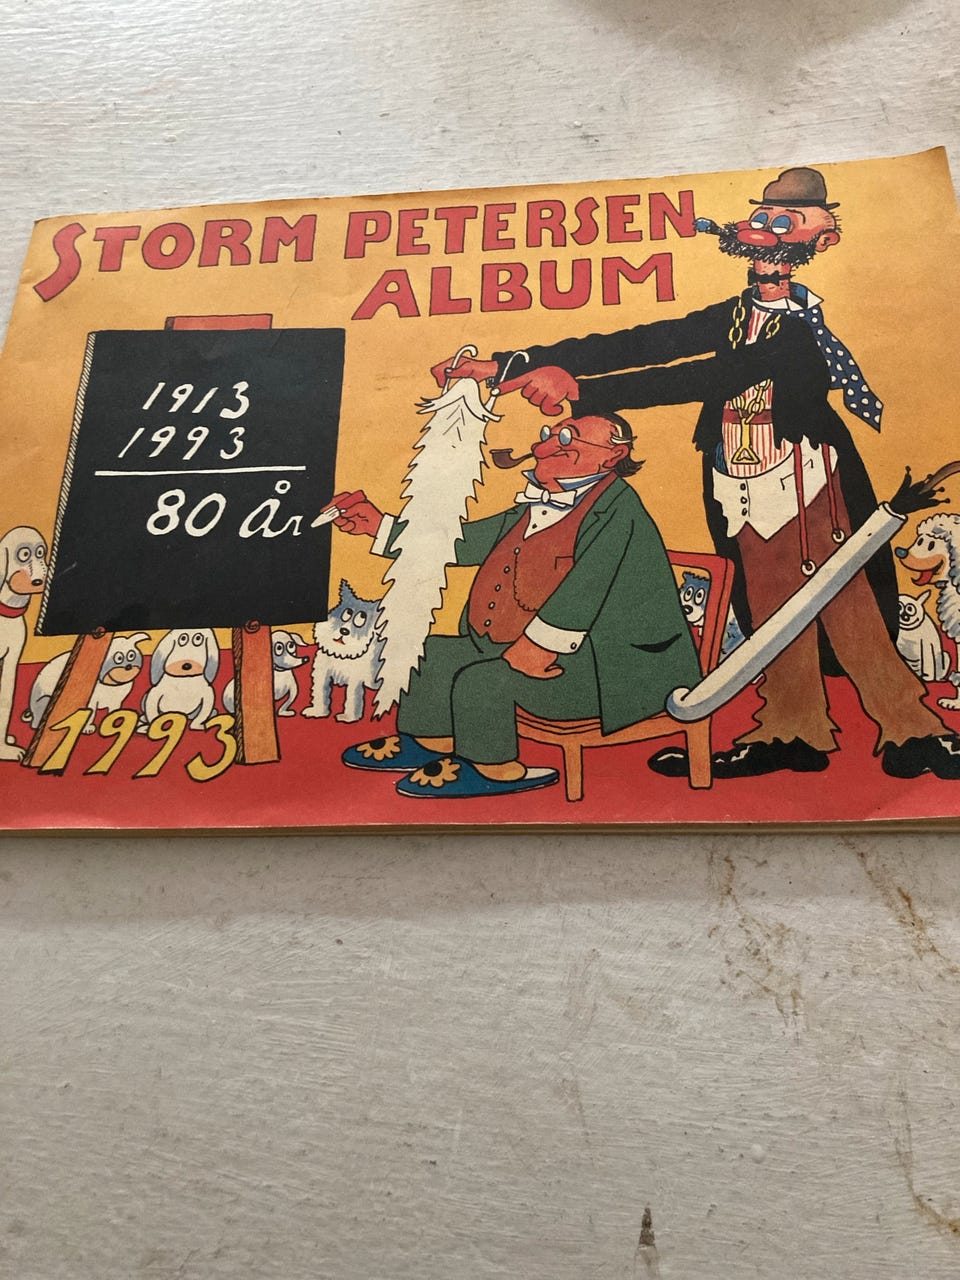 STORM PETERSEN
ALBUM
1913
1993
80 år
1993